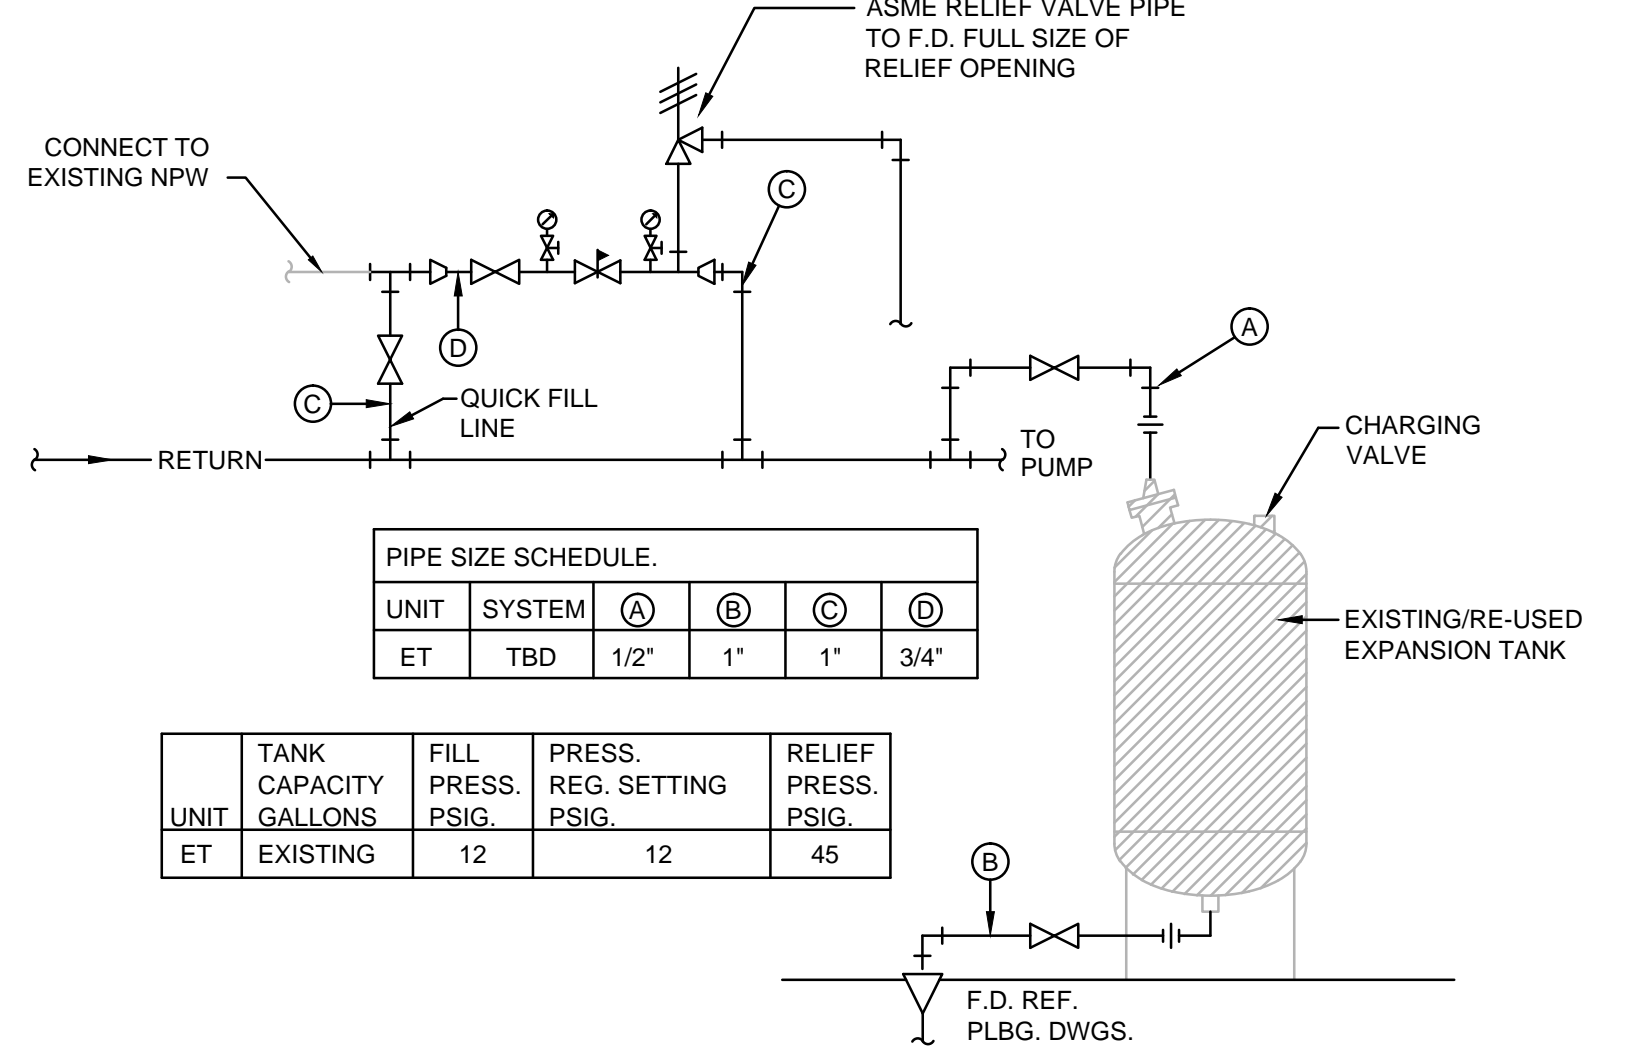 ASME RELIEF VALVE PIPE
TO F.D. FULL SIZE OF
RELIEF OPENING
CONNECT TO
EXISTING NPW
C
A
D
C
QUICK FILL
LINE
RETURN
TO
PUMP
CHARGING
VALVE
PIPE SIZE SCHEDULE.
UNIT SYSTEM A B C D
ET TBD 1/2" 1" 1" 3/4"
EXISTING/RE-USED
EXPANSION TANK
TANK FILL PRESS. RELIEF
CAPACITY PRESS. REG. SETTING PRESS.
UNIT GALLONS PSIG. PSIG. PSIG.
ET EXISTING 12 12 45
B
F.D. REF.
PLBG. DWGS.